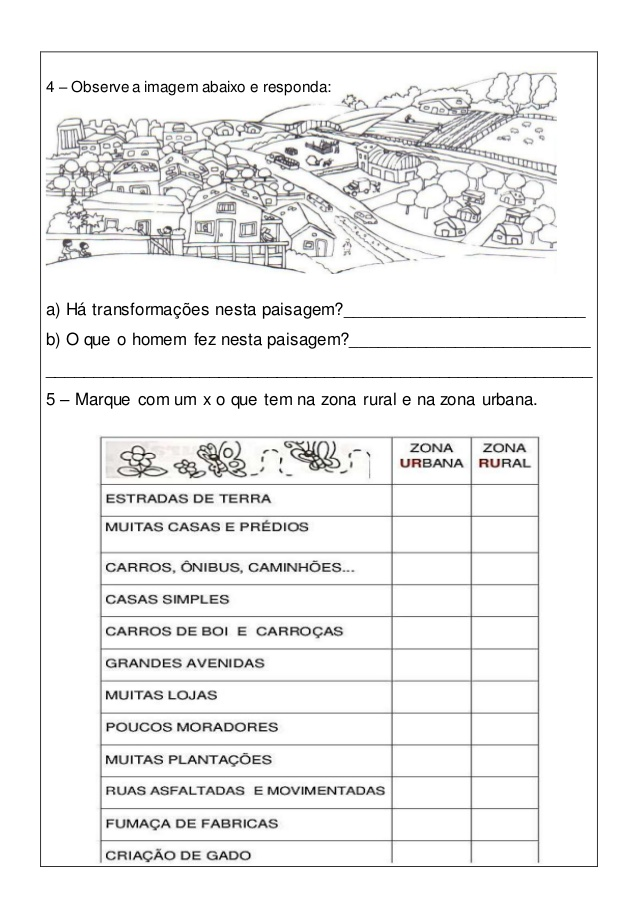 4 – Observe a imagem abaixo e responda:
a) Há transformações nesta paisagem?__________________________
b) O que o homem fez nesta paisagem?__________________________
___________________________________________________________
5 – Marque com um x o que tem na zona rural e na zona urbana.
ZONA URBANA ZONA RURAL
ESTRADAS DE TERRA
MUITAS CASAS E PRÉDIOS
CARROS, ÔNIBUS, CAMINHÕES...
CASAS SIMPLES
CARROS DE BOI E CARROÇAS
GRANDES AVENIDAS
MUITAS LOJAS
POUCOS MORADORES
MUITAS PLANTAÇÕES
RUAS ASFALTADAS E MOVIMENTADAS
FUMAÇA DE FABRICAS
CRIAÇÃO DE GADO